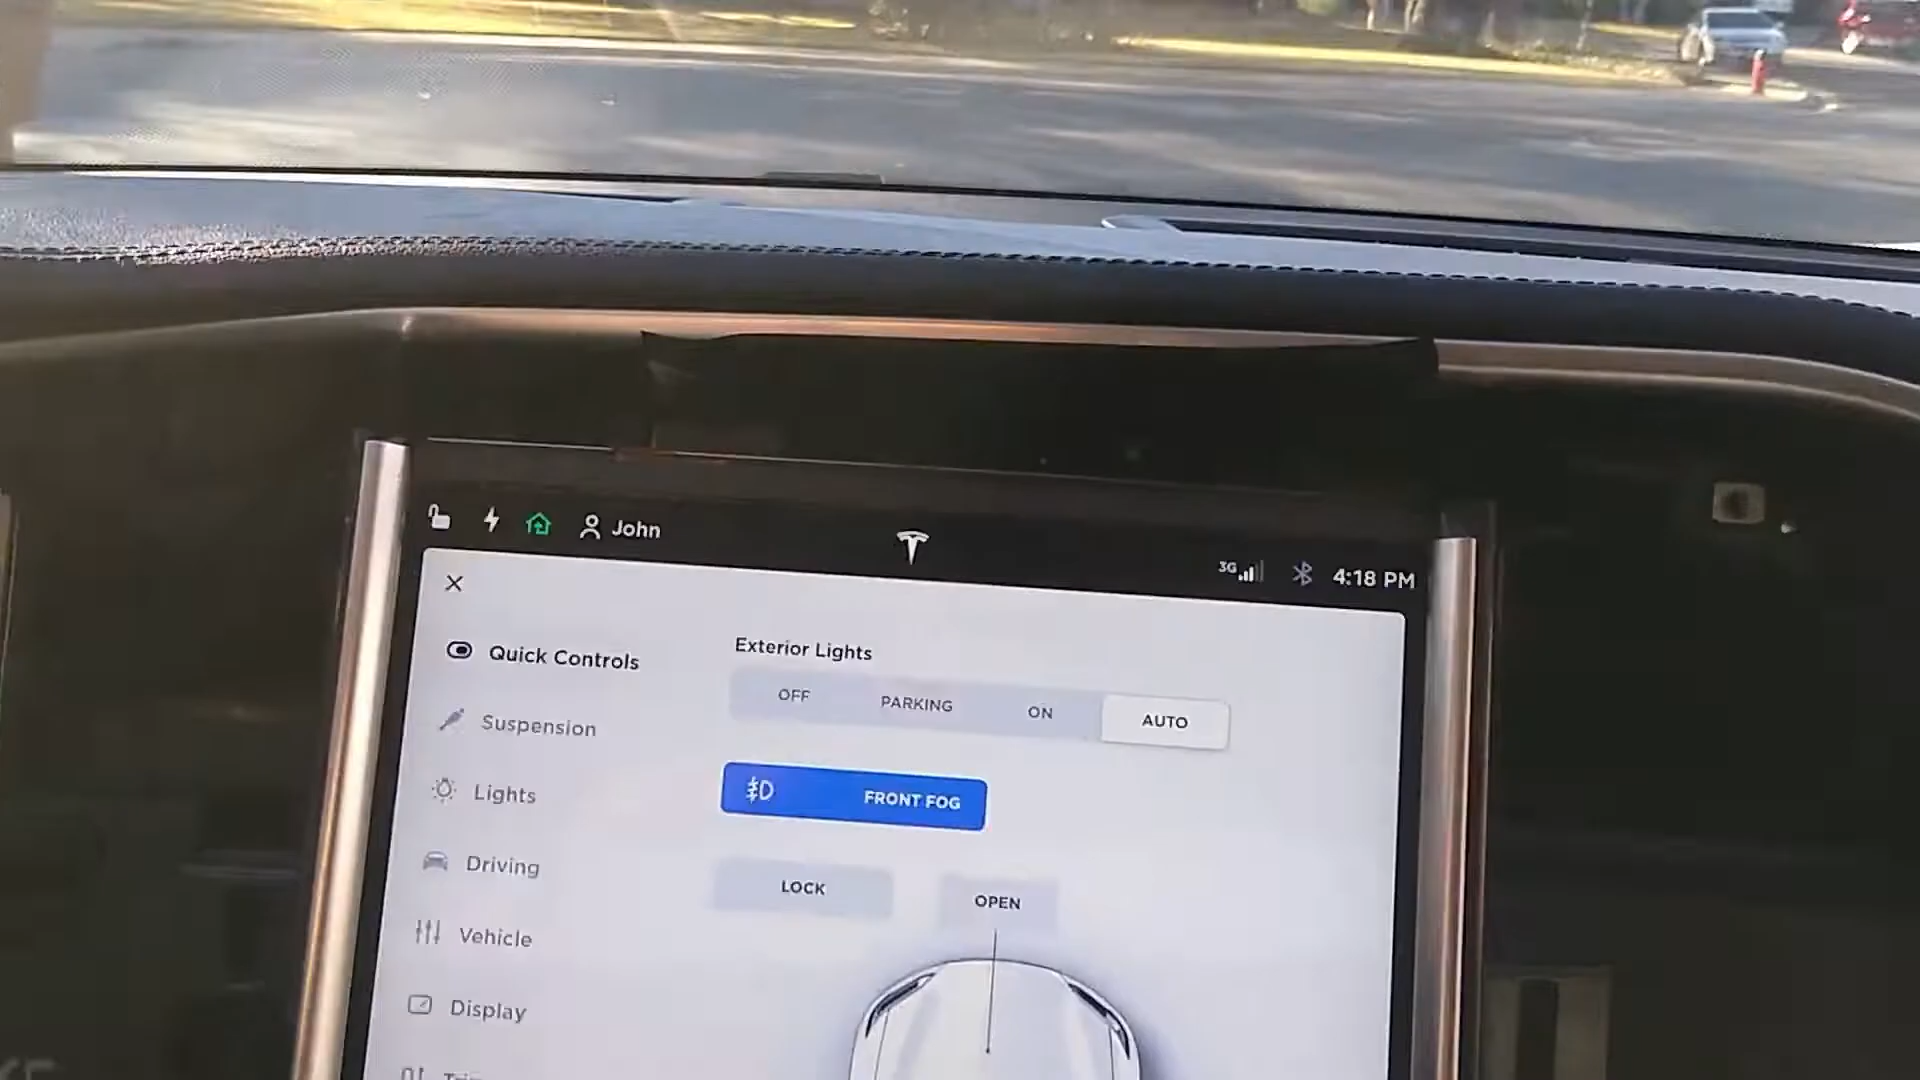 John
3G
4:18 PM
Quick Controls
Suspension
Lights
Driving
Vehicle
Display
Exterior Lights
OFF
PARKING
ON
AUTO
FRONT FOG
LOCK
OPEN